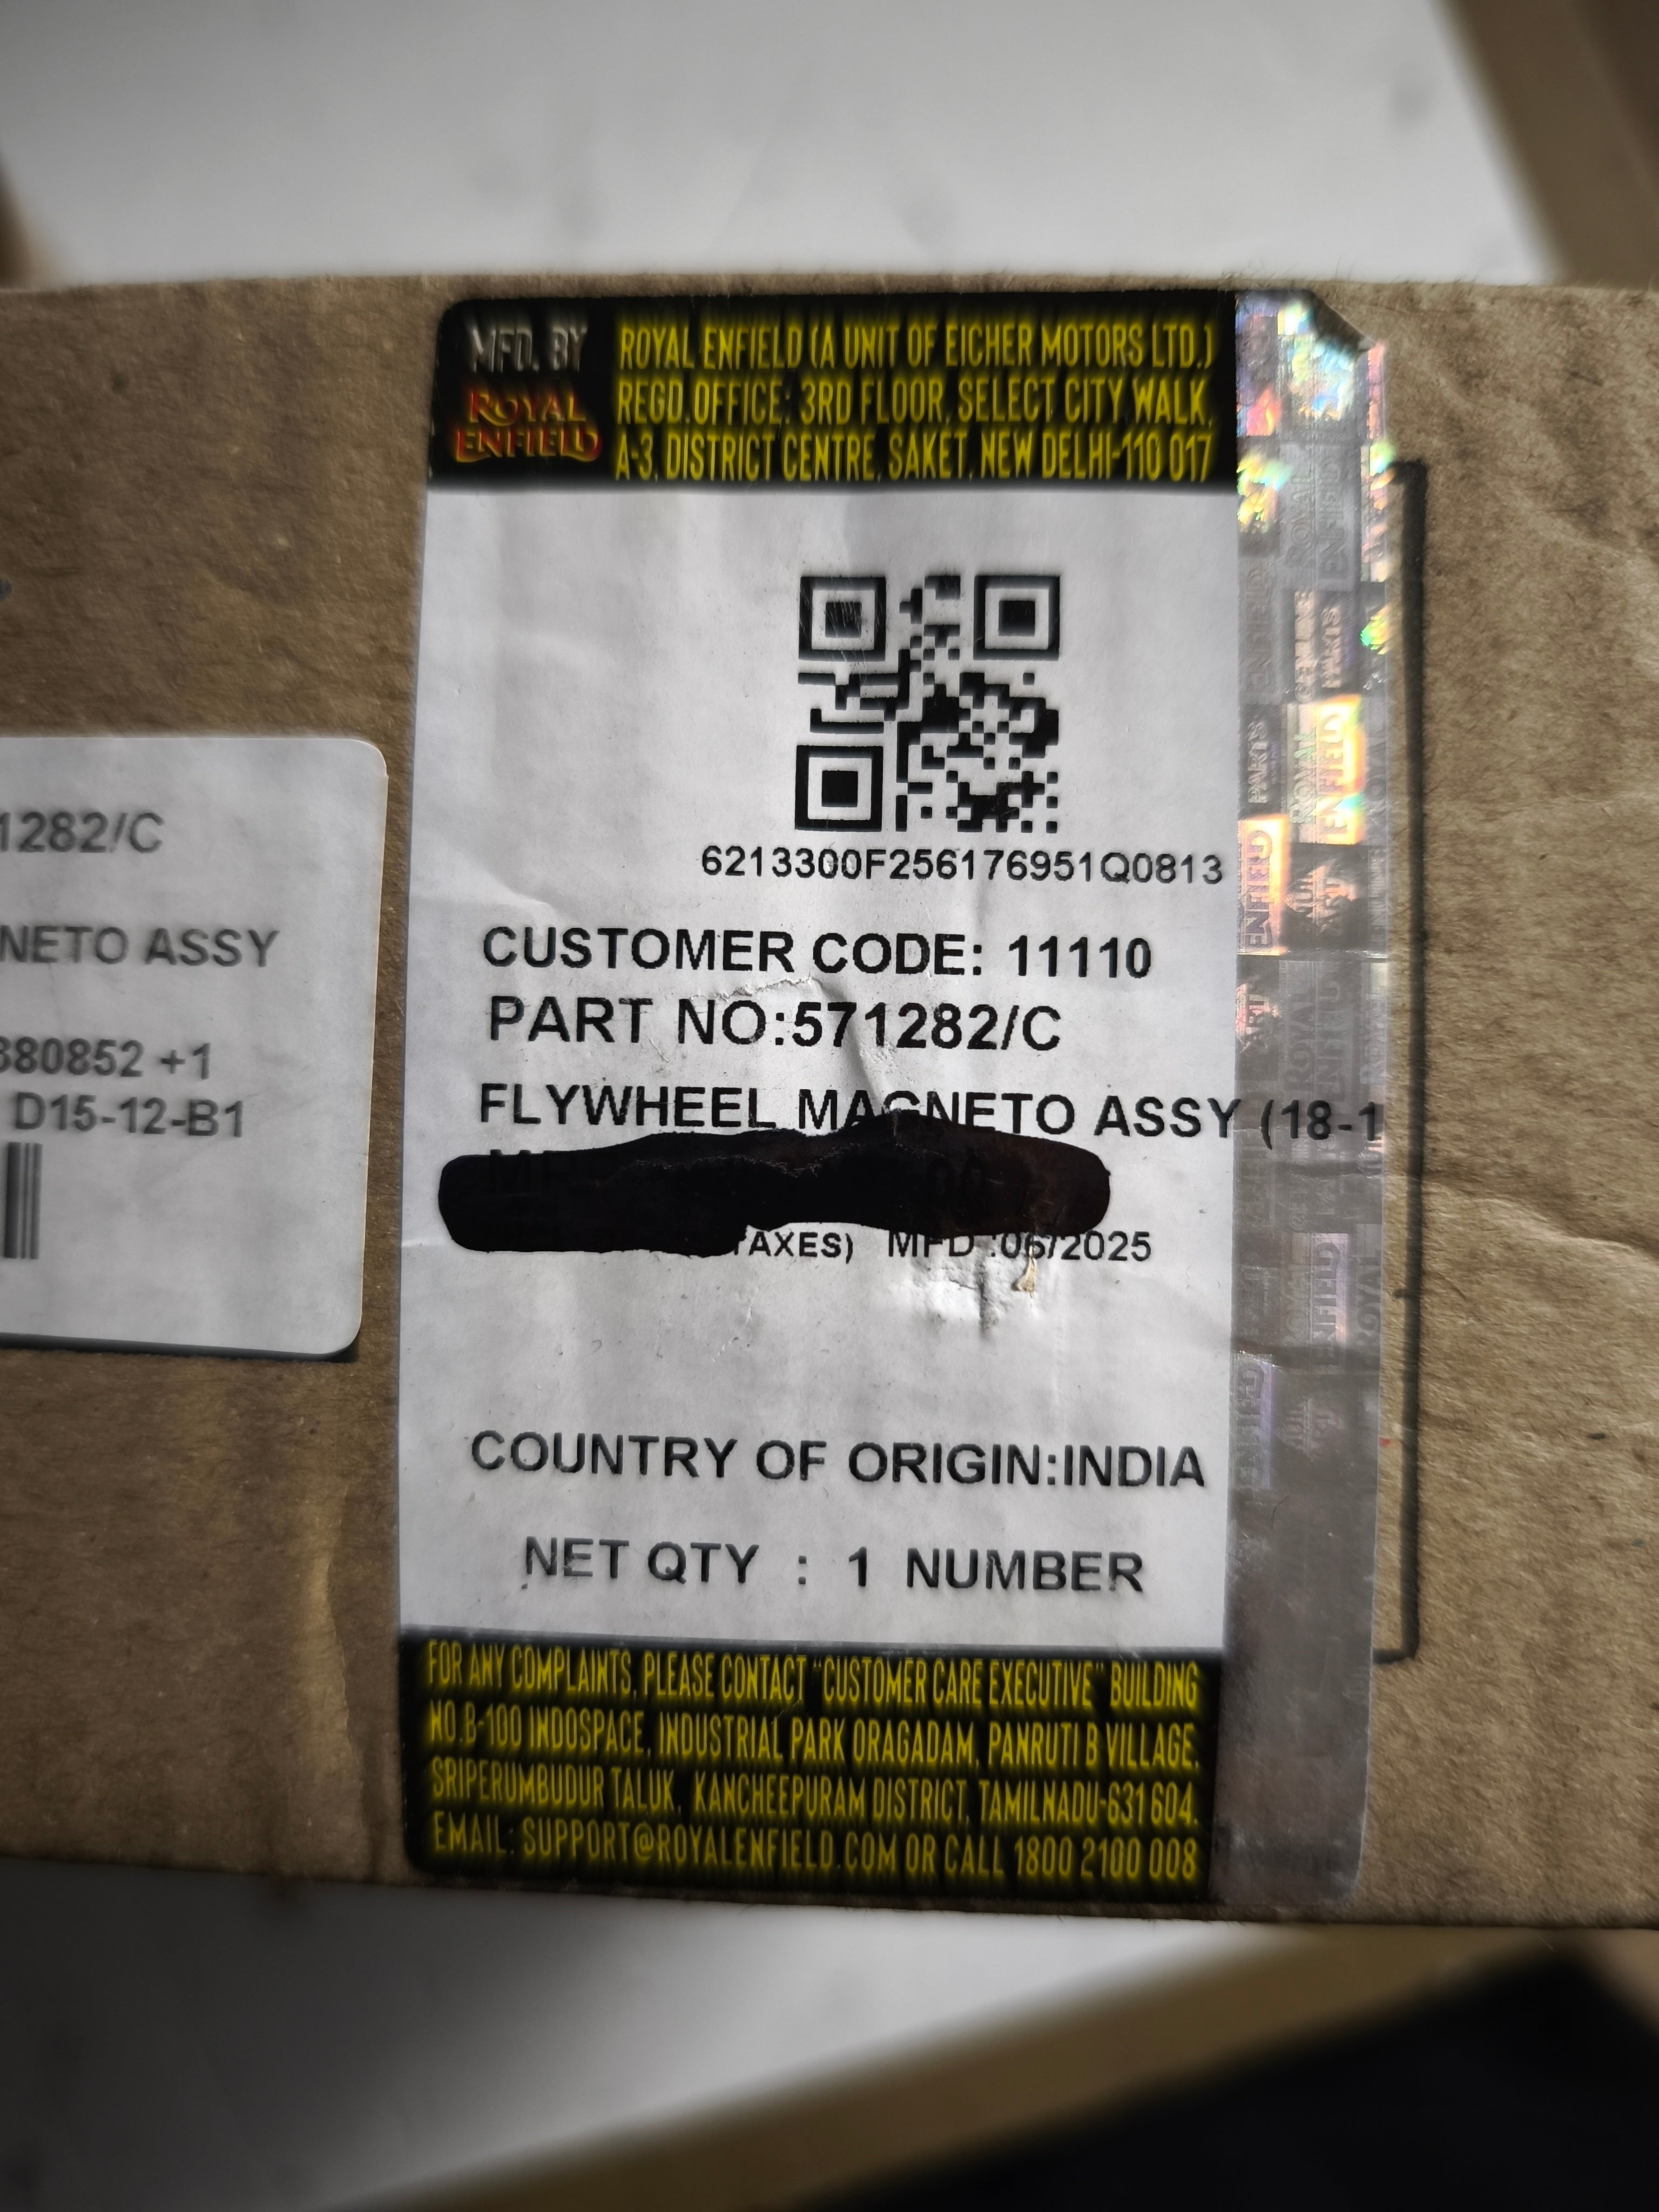 MFD. BY
ROYAL ENFIELD
ROYAL ENFIELD (A UNIT OF EICHER MOTORS LTD.)
REGD.OFFICE: 3RD FLOOR, SELECT CITY WALK,
A-3, DISTRICT CENTRE, SAKET, NEW DELHI-110 017
6213300F256176951Q0813
CUSTOMER CODE: 11110
PART NO:571282/C
FLYWHEEL MAGNETO ASSY (18-1
TAXES) MFD :06/2025
COUNTRY OF ORIGIN:INDIA
NET QTY : 1 NUMBER
FOR ANY COMPLAINTS, PLEASE CONTACT "CUSTOMER CARE EXECUTIVE" BUILDING
NO.B-100 INDOSPACE, INDUSTRIAL PARK ORAGADAM, PANRUTI B VILLAGE,
SRIPERUMBUDUR TALUK, KANCHEEPURAM DISTRICT, TAMILNADU-631 604.
EMAIL: SUPPORT@ROYALENFIELD.COM OR CALL 1800 2100 008
1282/C
NETO ASSY
380852 +1
D15-12-B1
ROYAL
ENFIELD
GENUINE
PARTS